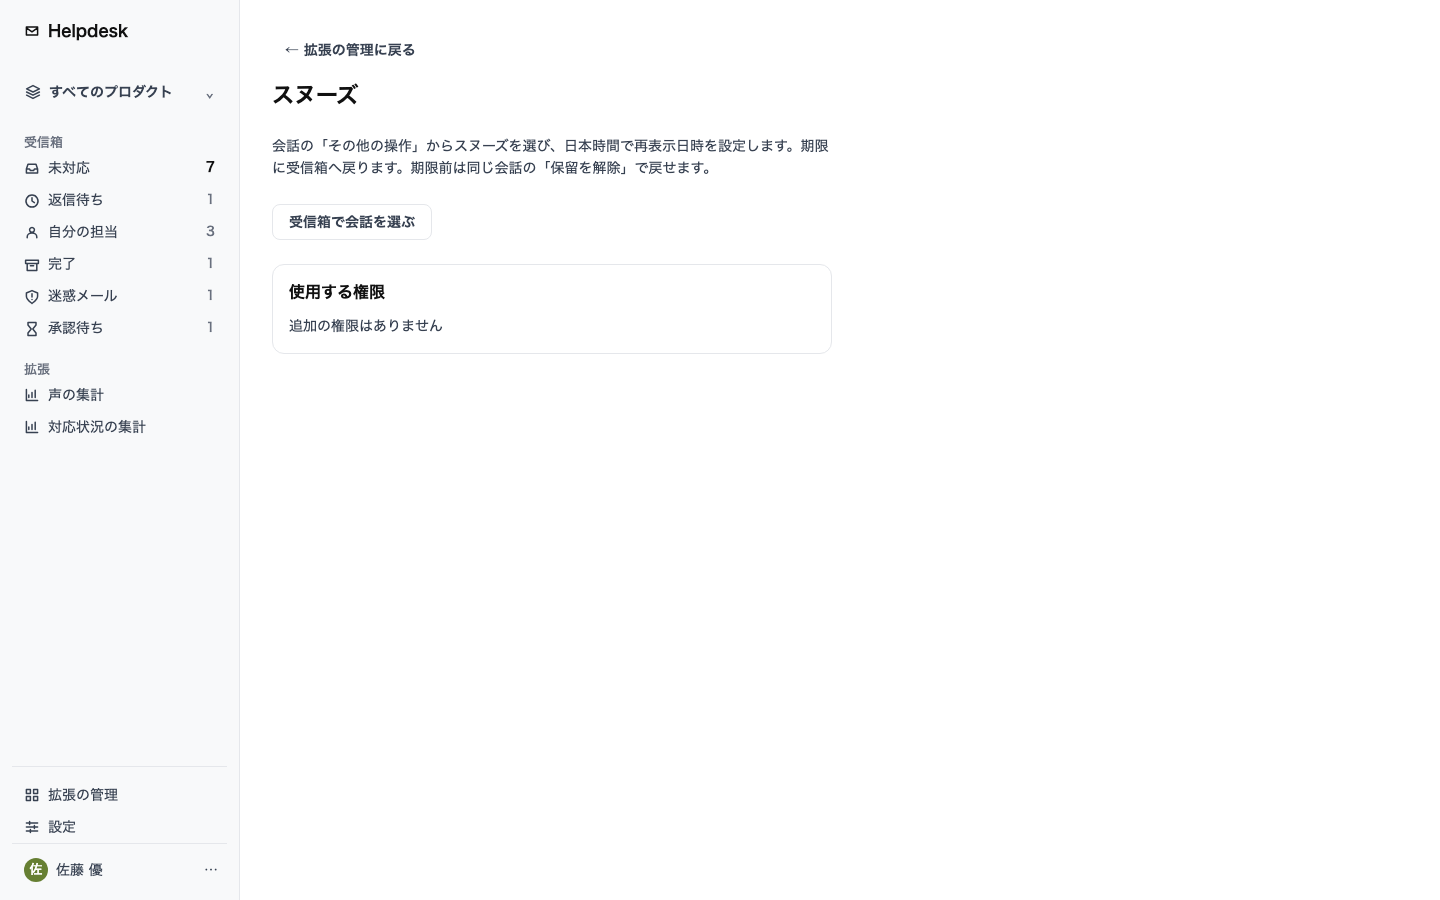 Helpdesk
すべてのプロダクト
受信箱
未対応 7
返信待ち 1
自分の担当 3
完了 1
迷惑メール 1
承認待ち 1
拡張
声の集計
対応状況の集計
拡張の管理
設定
佐 佐藤 優 …
← 拡張の管理に戻る
スヌーズ
会話の「その他の操作」からスヌーズを選び、日本時間で再表示日時を設定します。期限
に受信箱へ戻ります。期限前は同じ会話の「保留を解除」で戻せます。
受信箱で会話を選ぶ
使用する権限
追加の権限はありません